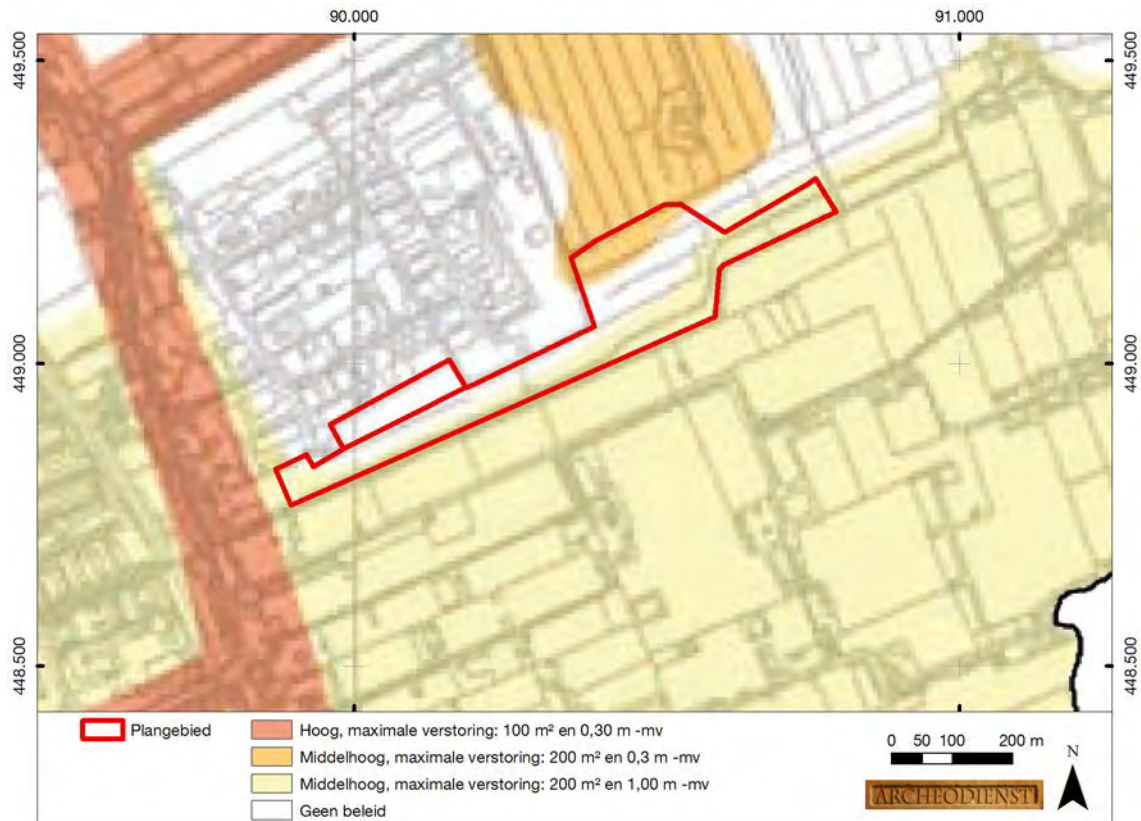 90.000 91.000
449.500 449.500
449.000 449.000
448.500 448.500
Plangebied
Hoog, maximale verstoring: 100 m² en 0,30 m -mv
Middelhoog, maximale verstoring: 200 m² en 0,3 m -mv
Middelhoog, maximale verstoring: 200 m² en 1,00 m -mv
Geen beleid
0 50 100 200 m
N
ARCHEODIENST